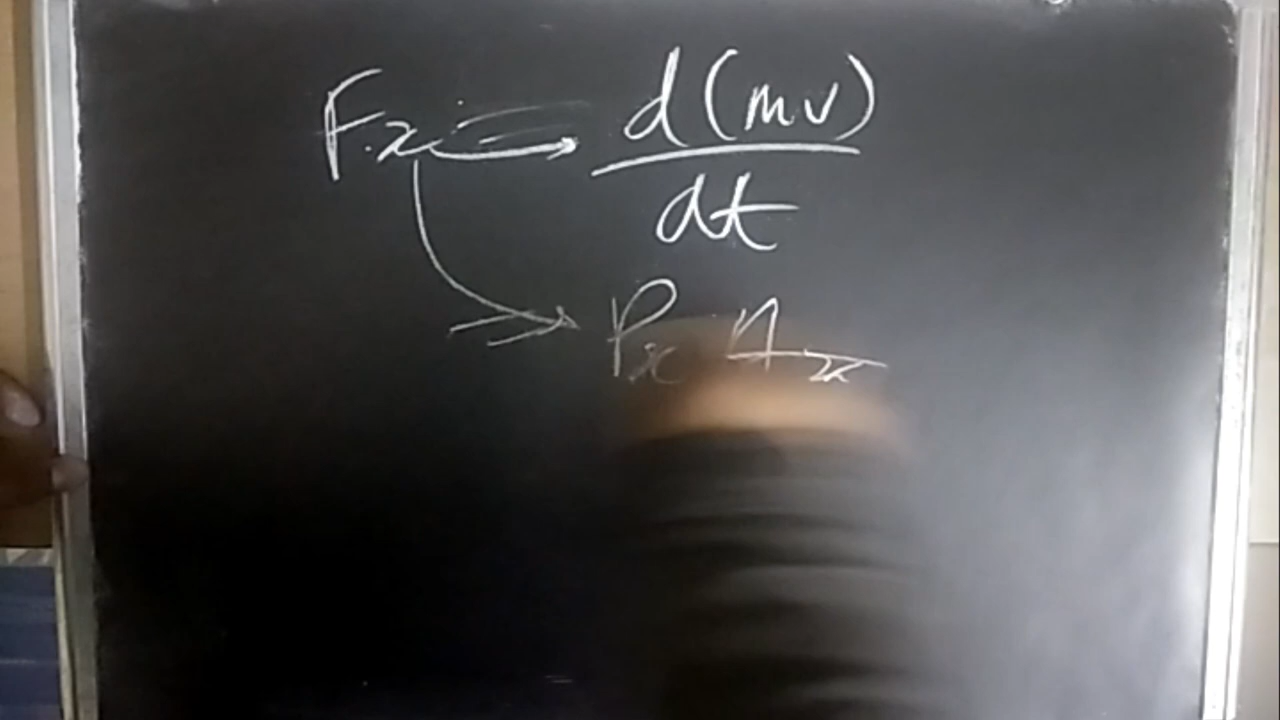 F.x = → d(mv)/dt
→ Px Ax